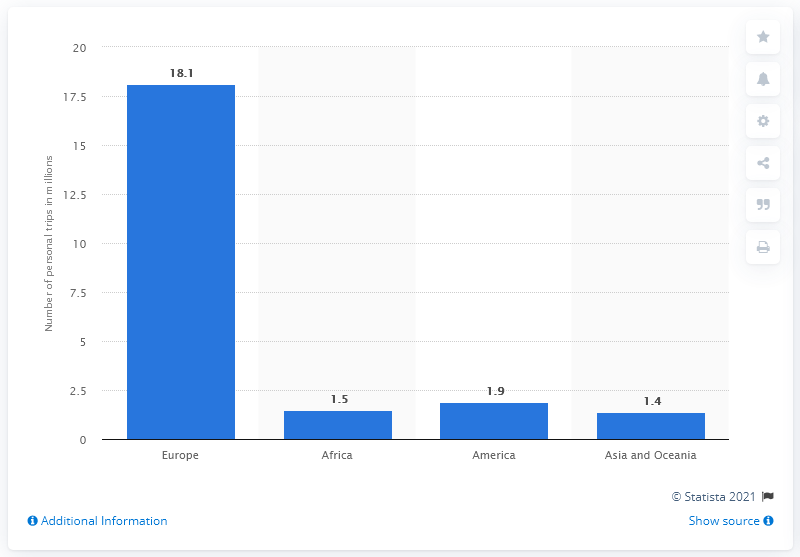 Number of personal trips in millions
20
17.5
15
12.5
10
7.5
5
2.5
0
18.1
1.5
1.9
1.4
Europe
Africa
America
Asia and Oceania
© Statista 2021
Additional Information
Show source